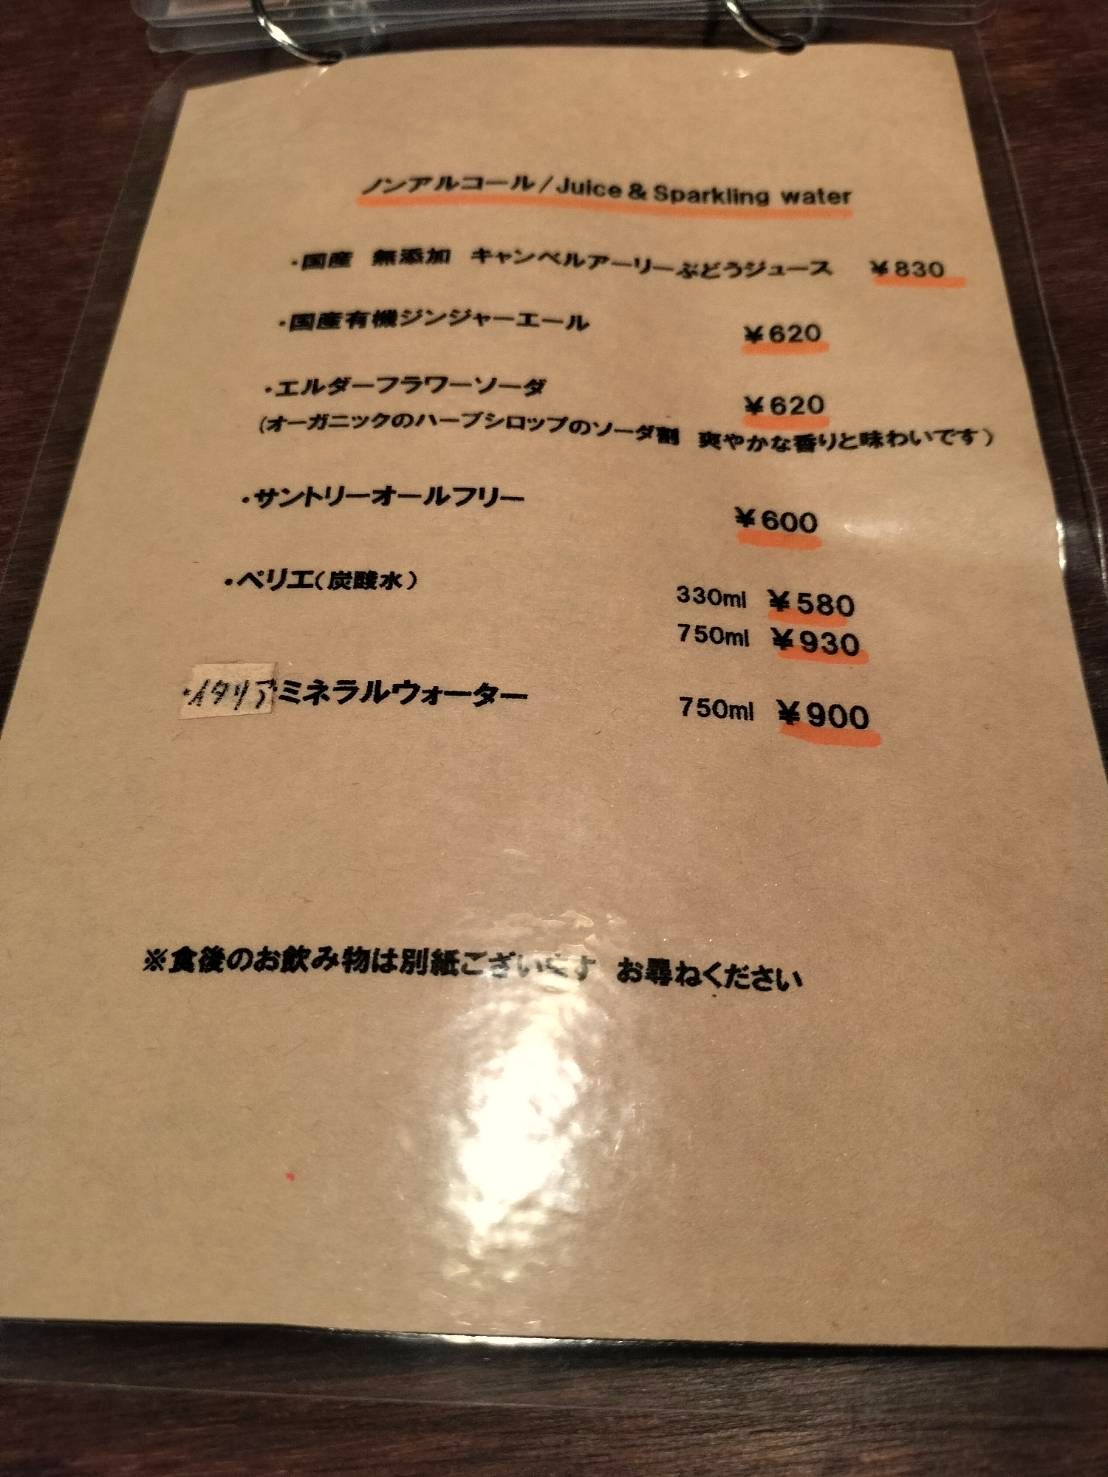 ノンアルコール/Juice & Sparkling water
・国産 無添加 キャンベルアーリーぶどうジュース ¥830
・国産有機ジンジャーエール ¥620
・エルダーフラワーソーダ ¥620
(オーガニックのハーブシロップのソーダ割 爽やかな香りと味わいです)
・サントリーオールフリー ¥600
・ペリエ(炭酸水) 330ml ¥580
750ml ¥930
・イタリアミネラルウォーター 750ml ¥900
※食後のお飲み物は別紙ございます お尋ねください